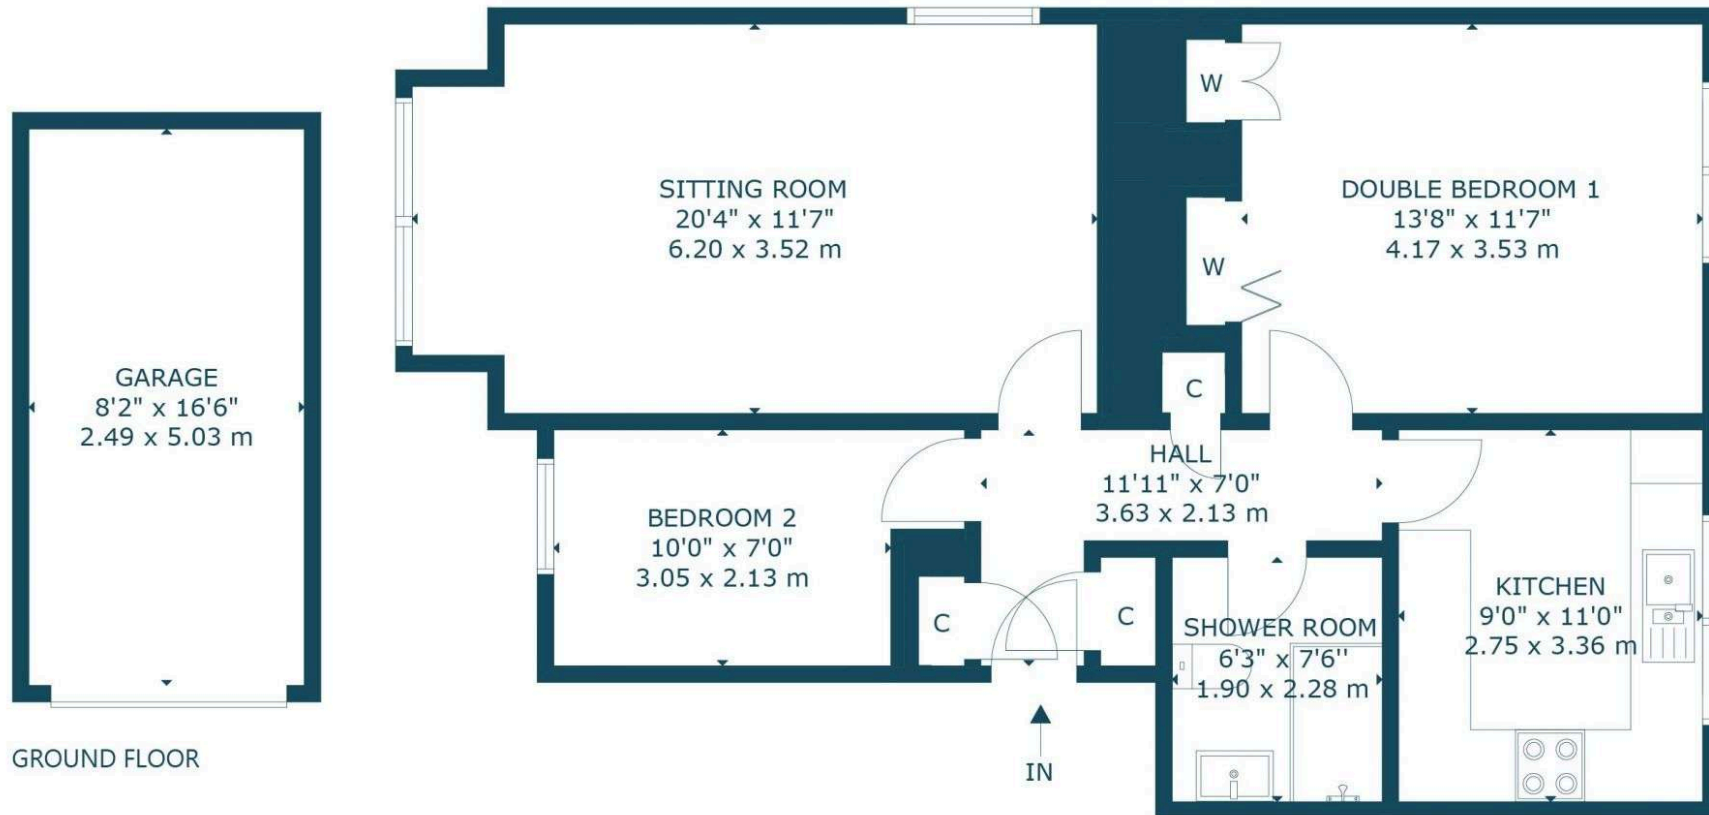 SITTING ROOM
20'4" x 11'7"
6.20 x 3.52 m
W
W
DOUBLE BEDROOM 1
13'8" x 11'7"
4.17 x 3.53 m
GARAGE
8'2" x 16'6"
2.49 x 5.03 m
C
HALL
11'11" x 7'0"
3.63 x 2.13 m
BEDROOM 2
10'0" x 7'0"
3.05 x 2.13 m
C
C
SHOWER ROOM
6'3" x 7'6''
1.90 x 2.28 m
KITCHEN
9'0" x 11'0"
2.75 x 3.36 m
GROUND FLOOR
IN